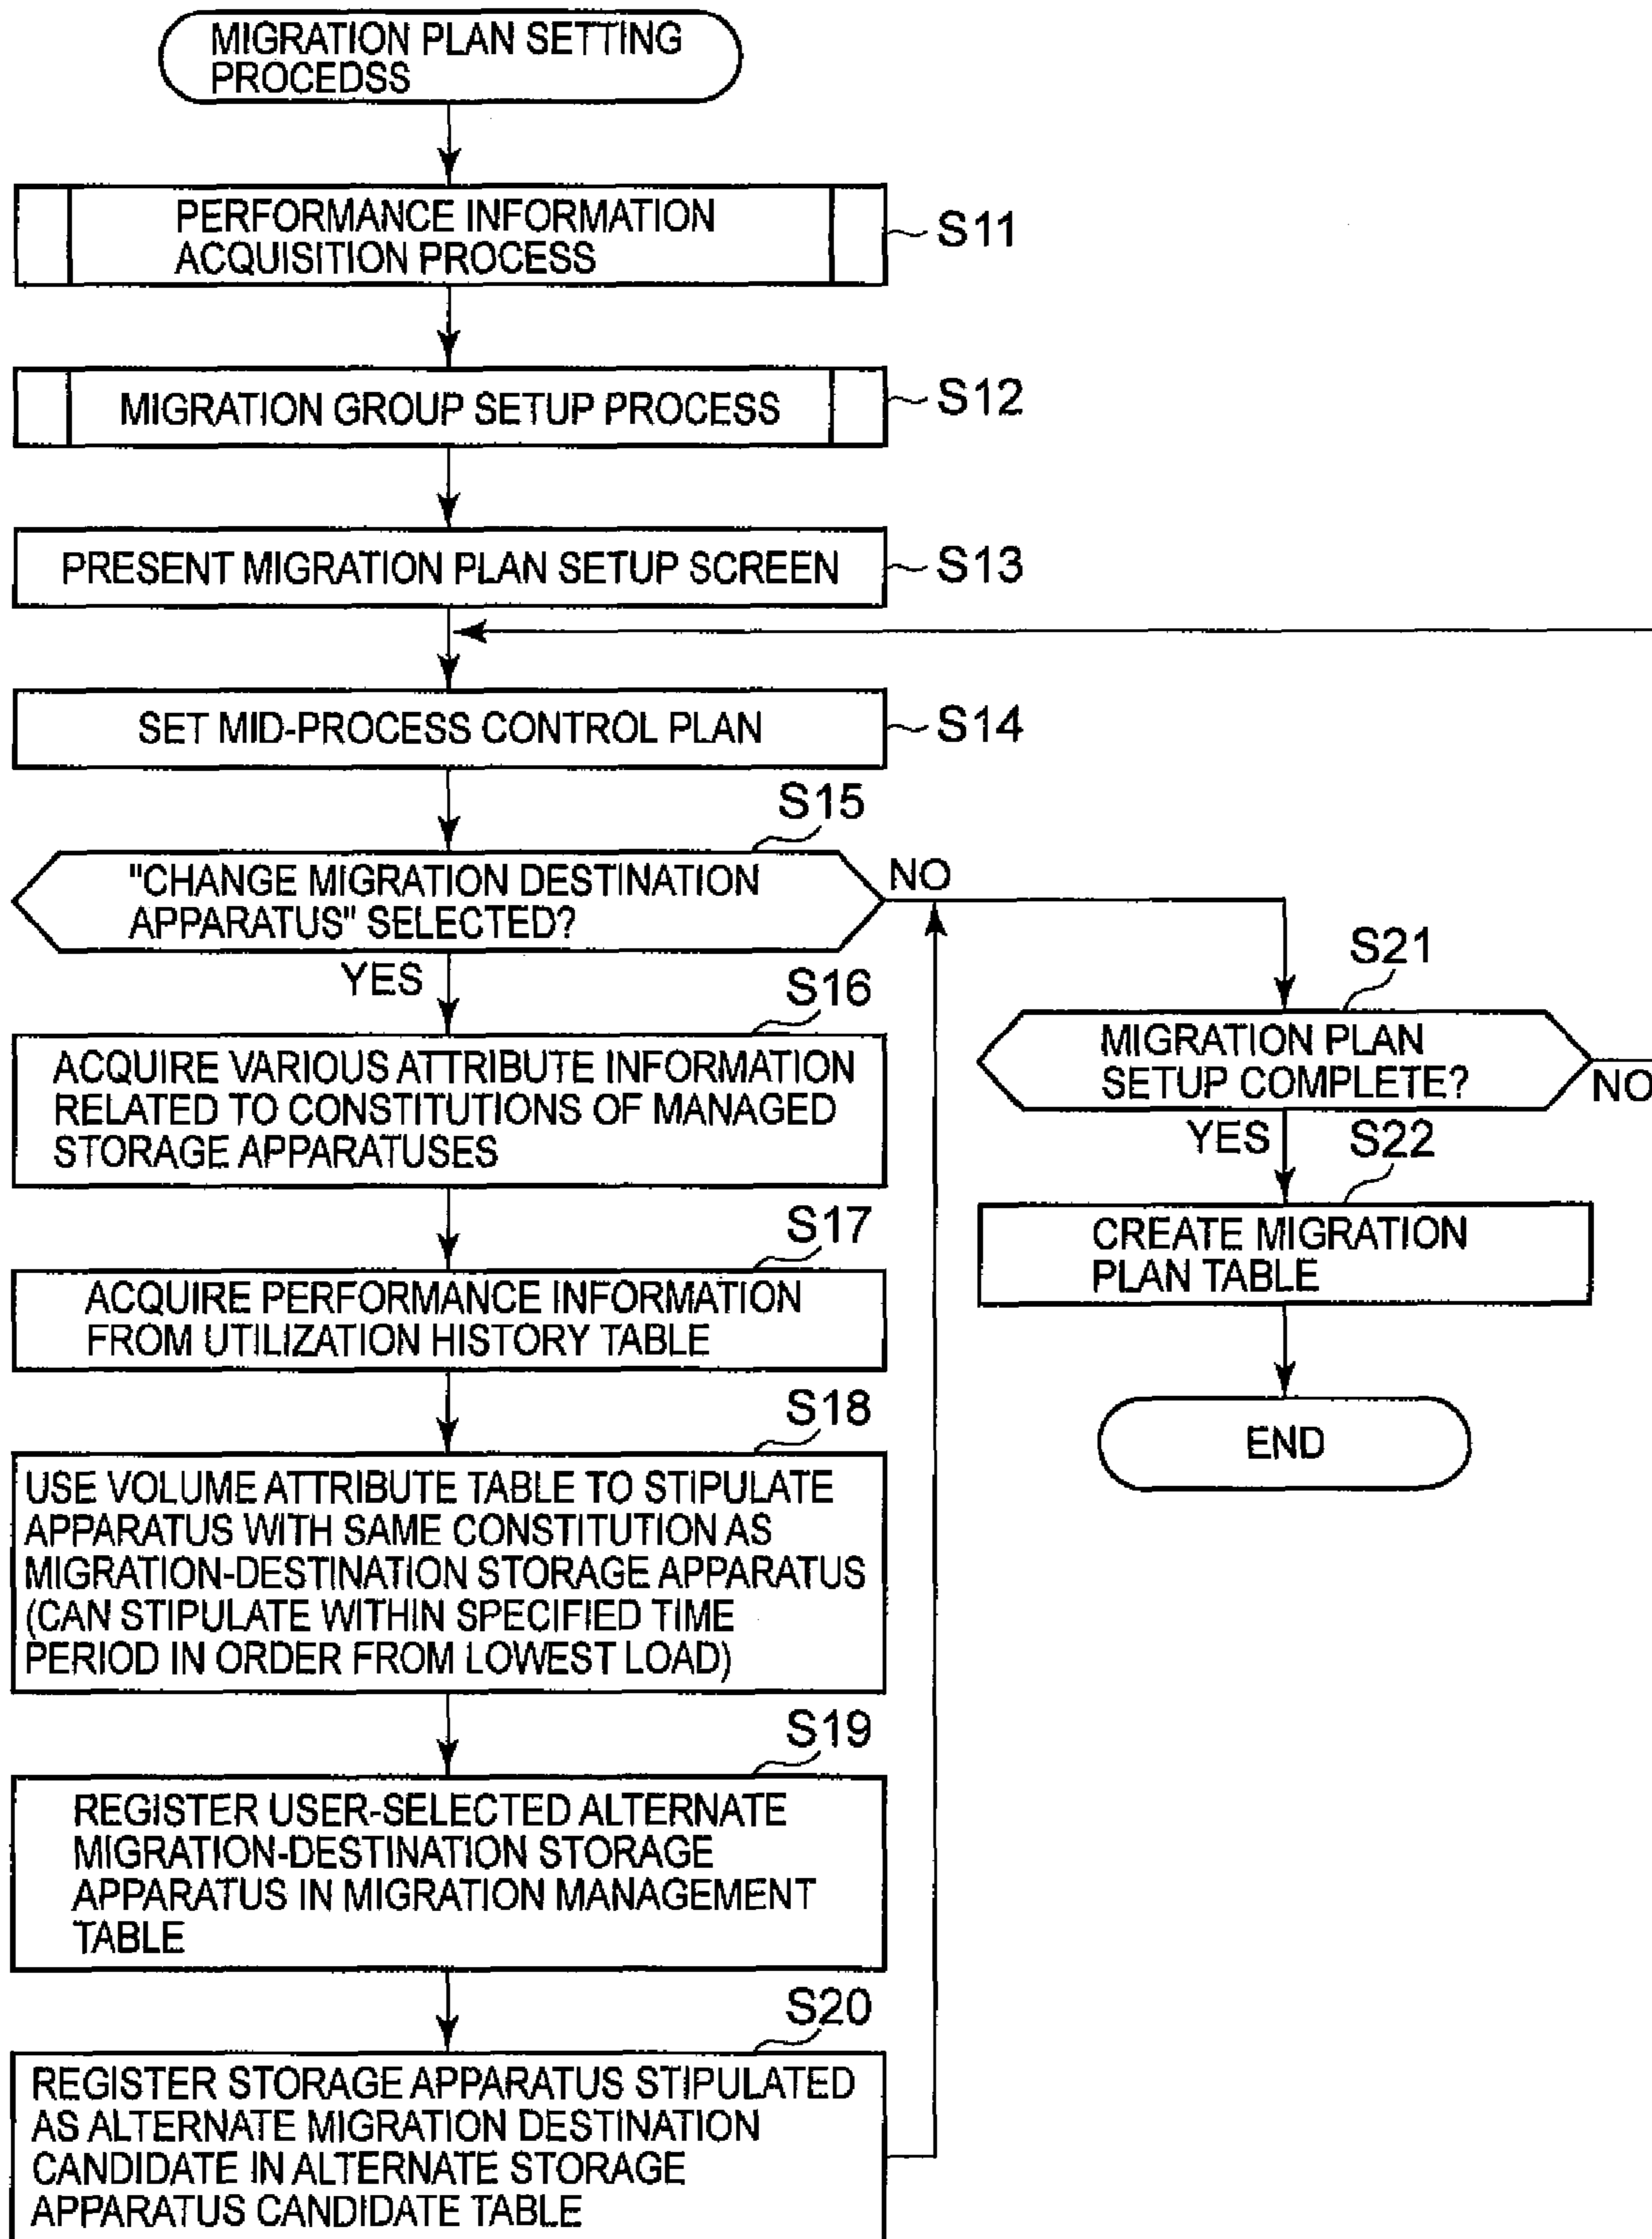 MIGRATION PLAN SETTING
PROCEDSS
PERFORMANCE INFORMATION
ACQUISITION PROCESS
S11
MIGRATION GROUP SETUP PROCESS
S12
PRESENT MIGRATION PLAN SETUP SCREEN
S13
SET MID-PROCESS CONTROL PLAN
S14
S15
"CHANGE MIGRATION DESTINATION
APPARATUS" SELECTED?
NO
YES
S16
ACQUIRE VARIOUS ATTRIBUTE INFORMATION
RELATED TO CONSTITUTIONS OF MANAGED
STORAGE APPARATUSES
S17
ACQUIRE PERFORMANCE INFORMATION
FROM UTILIZATION HISTORY TABLE
S18
USE VOLUME ATTRIBUTE TABLE TO STIPULATE
APPARATUS WITH SAME CONSTITUTION AS
MIGRATION-DESTINATION STORAGE APPARATUS
(CAN STIPULATE WITHIN SPECIFIED TIME
PERIOD IN ORDER FROM LOWEST LOAD)
S19
REGISTER USER-SELECTED ALTERNATE
MIGRATION-DESTINATION STORAGE
APPARATUS IN MIGRATION MANAGEMENT
TABLE
S20
REGISTER STORAGE APPARATUS STIPULATED
AS ALTERNATE MIGRATION DESTINATION
CANDIDATE IN ALTERNATE STORAGE
APPARATUS CANDIDATE TABLE
S21
MIGRATION PLAN
SETUP COMPLETE?
NO
YES
S22
CREATE MIGRATION
PLAN TABLE
END